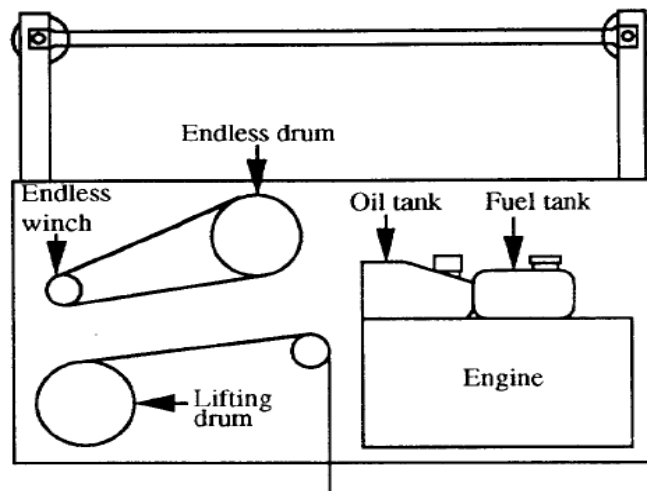 Endless drum
Endless
winch
Oil tank
Fuel tank
Engine
Lifting
drum